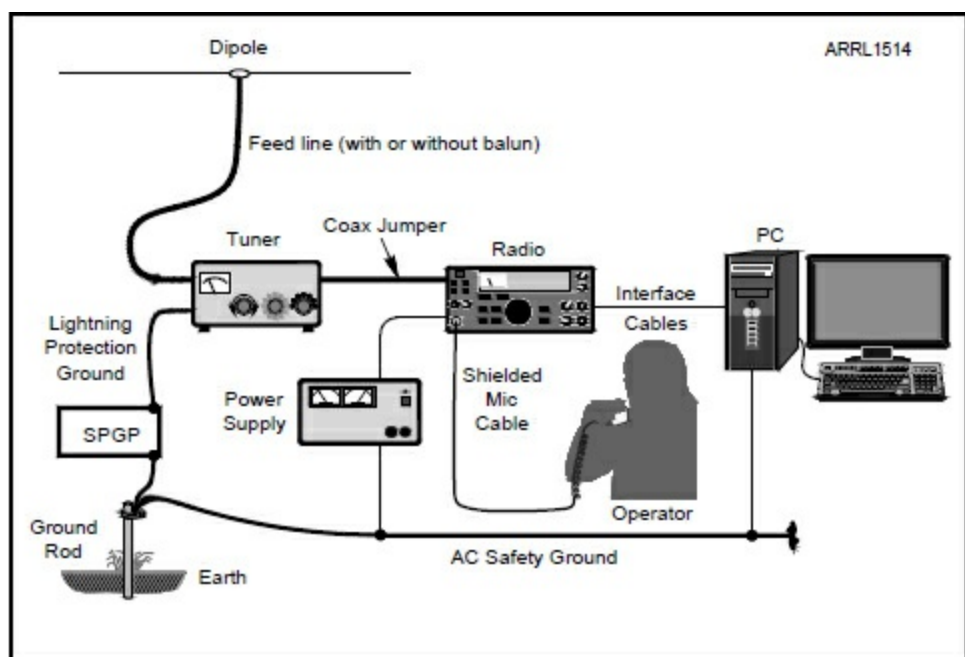 Dipole
ARRL1514
Feed line (with or without balun)
Coax Jumper
Tuner
Radio
PC
Interface
Cables
Lightning
Protection
Ground
Power
Supply
Shielded
Mic
Cable
SPGP
Operator
Ground
Rod
AC Safety Ground
Earth